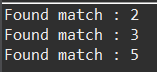 Found match : 2
Found match : 3
Found match : 5